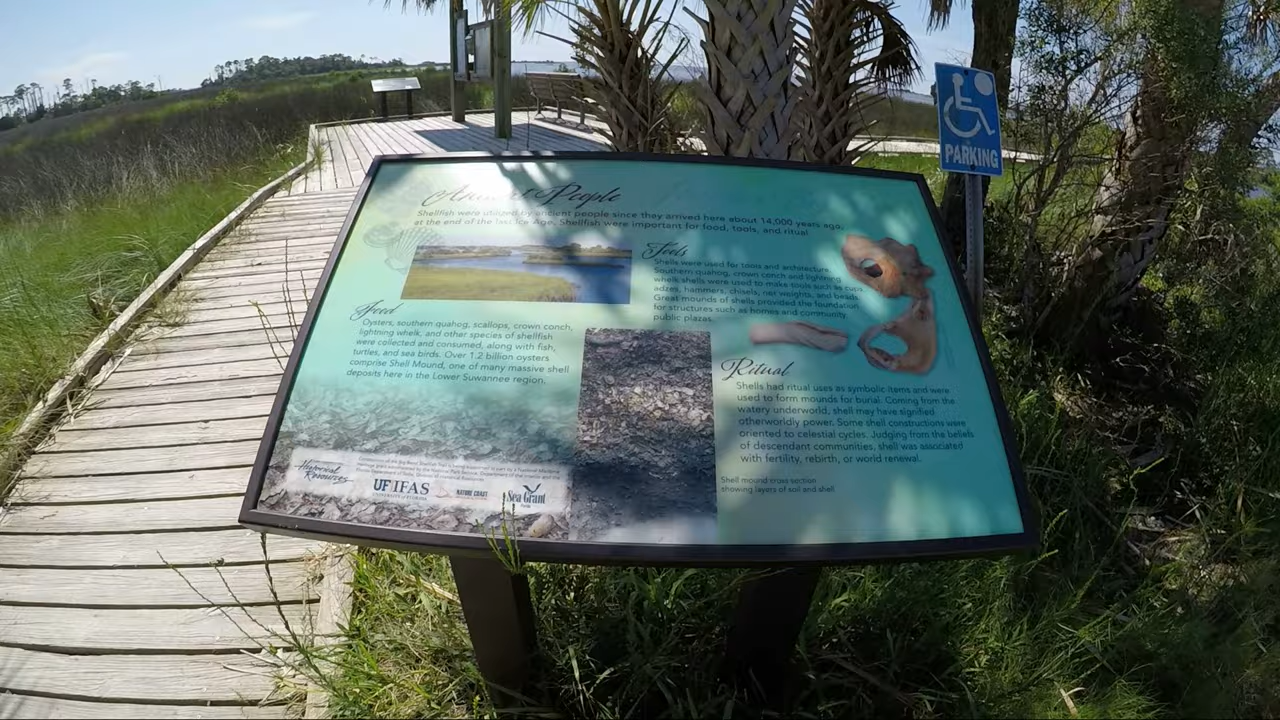 Ancient People
Shellfish were utilized by ancient people since they arrived here about 14,000 years ago,
at the end of the last Ice Age. Shellfish were important for food, tools, and ritual.
Tools
Shells were used for tools and architecture.
Southern quahog, crown conch and lightning
whelk shells were used to make tools such as cups,
adzes, hammers, chisels, net weights, and beads.
Great mounds of shells provided the foundation
for structures such as homes and community
public plazas.
Food
Oysters, southern quahog, scallops, crown conch,
lightning whelk, and other species of shellfish
were collected and consumed, along with fish,
turtles, and sea birds. Over 1.2 billion oysters
comprise Shell Mound, one of many massive shell
deposits here in the Lower Suwannee region.
Ritual
Shells had ritual uses as symbolic items and were
used to form mounds for burial. Coming from the
watery underworld, shell may have signified
otherworldly power. Some shell constructions were
oriented to celestial cycles. Judging from the beliefs
of descendant communities, shell was associated
with fertility, rebirth, or world renewal.
Shell mound cross section
showing layers of soil and shell
Historical
Resources
UF IFAS
UNIVERSITY of FLORIDA
NATURE COAST
Sea Grant
Florida
PARKING